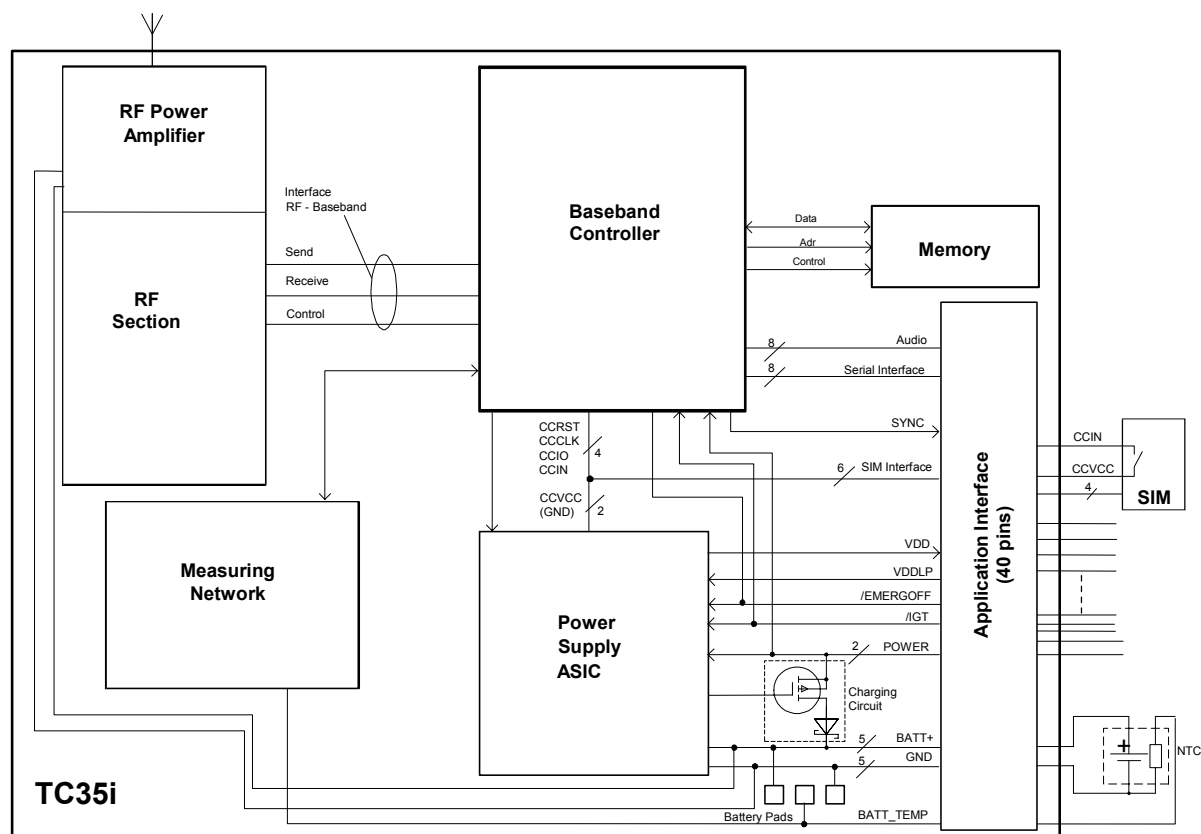 RF Power
Amplifier
Interface
RF - Baseband
Send
Receive
Control
RF
Section
Baseband
Controller
Data
Adr
Control
Memory
8
Audio
8
Serial Interface
SYNC
CCRST
CCCLK
CCIO
CCIN
4
6
SIM Interface
CCVCC
(GND)
2
Application Interface
(40 pins)
CCIN
CCVCC
4
SIM
Measuring
Network
Power
Supply
ASIC
VDD
VDDLP
/EMERGOFF
/IGT
2
POWER
Charging
Circuit
5
BATT+
5
GND
+
NTC
Battery Pads
BATT_TEMP
TC35i